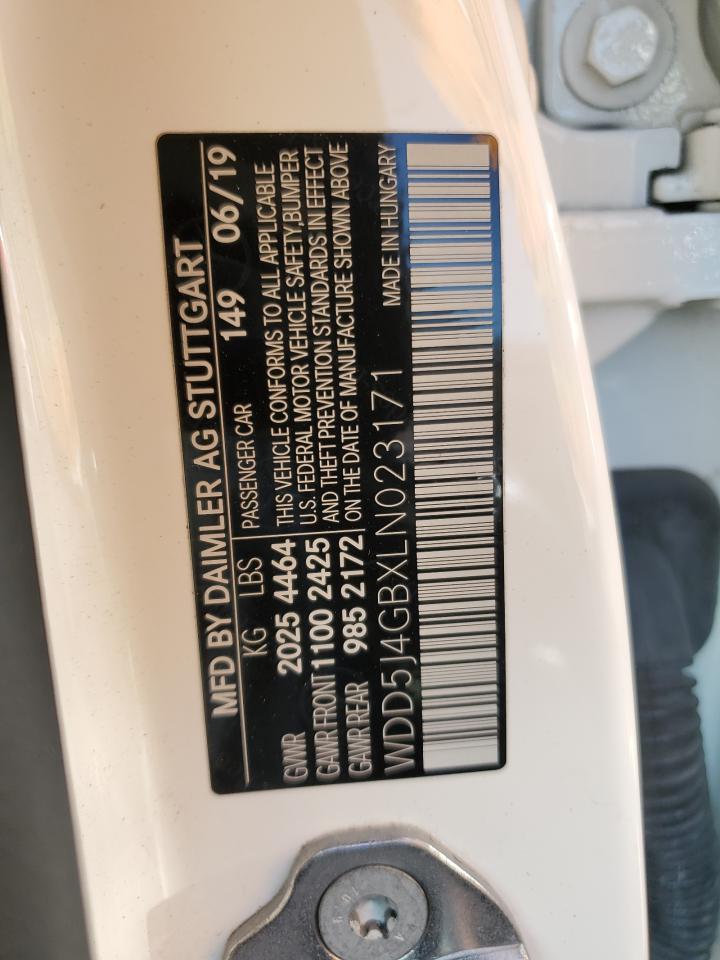 MFD BY DAIMLER AG STUTTGART
KG LBS PASSENGER CAR 149 06/19
GVWR 2025 4464 THIS VEHICLE CONFORMS TO ALL APPLICABLE
GAWR FRONT 1100 2425 U.S. FEDERAL MOTOR VEHICLE SAFETY,BUMPER
GAWR REAR 985 2172 AND THEFT PREVENTION STANDARDS IN EFFECT
ON THE DATE OF MANUFACTURE SHOWN ABOVE
WDD5J4GBXLN023171 MADE IN HUNGARY